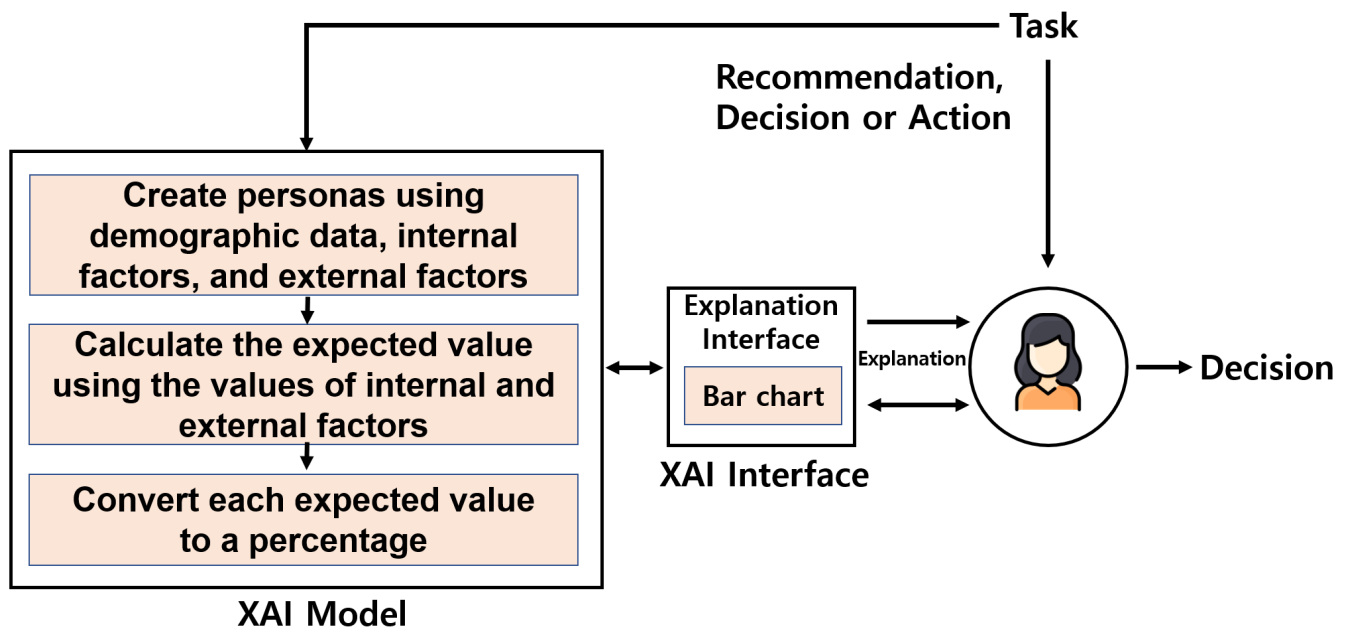 Task
Recommendation,
Decision or Action
Create personas using
demographic data, internal
factors, and external factors
Calculate the expected value
using the values of internal and
external factors
Convert each expected value
to a percentage
XAI Model
Explanation
Interface
Bar chart
XAI Interface
Explanation
Decision